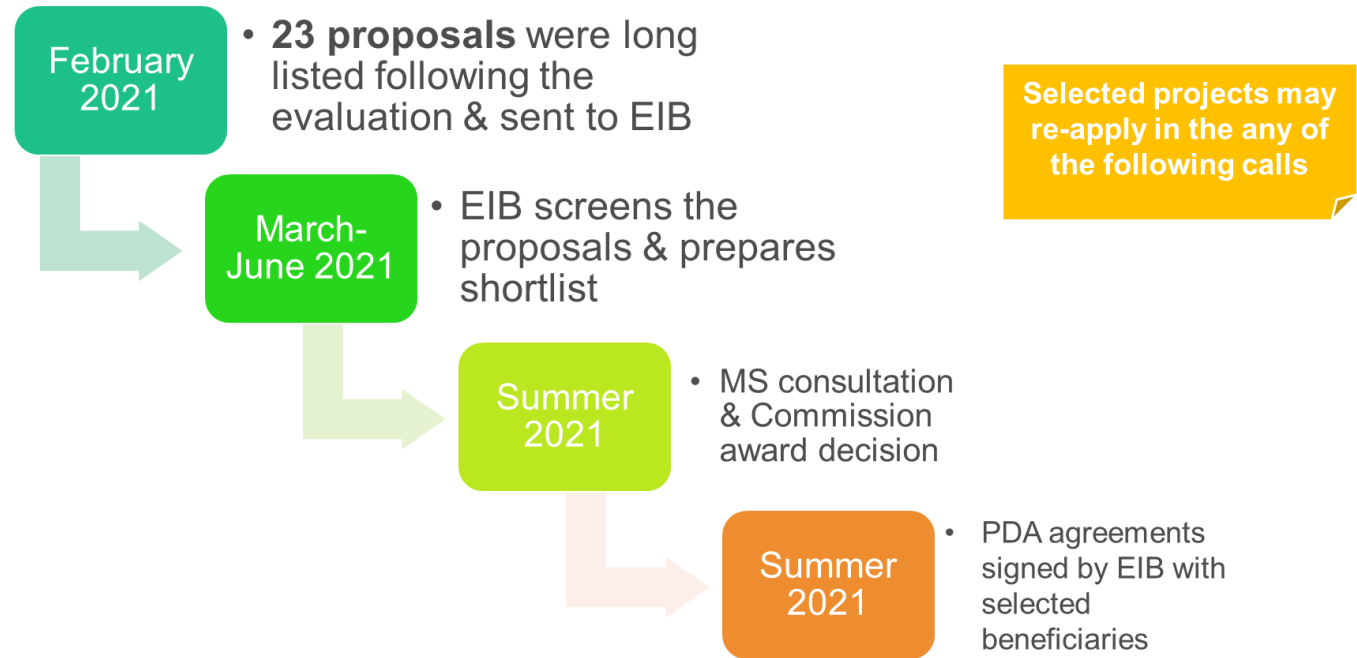 February
2021
• 23 proposals were long
listed following the
evaluation & sent to EIB
Selected projects may
re-apply in the any of
the following calls
March-
June 2021
• EIB screens the
proposals & prepares
shortlist
Summer
2021
• MS consultation
& Commission
award decision
Summer
2021
• PDA agreements
signed by EIB with
selected
beneficiaries